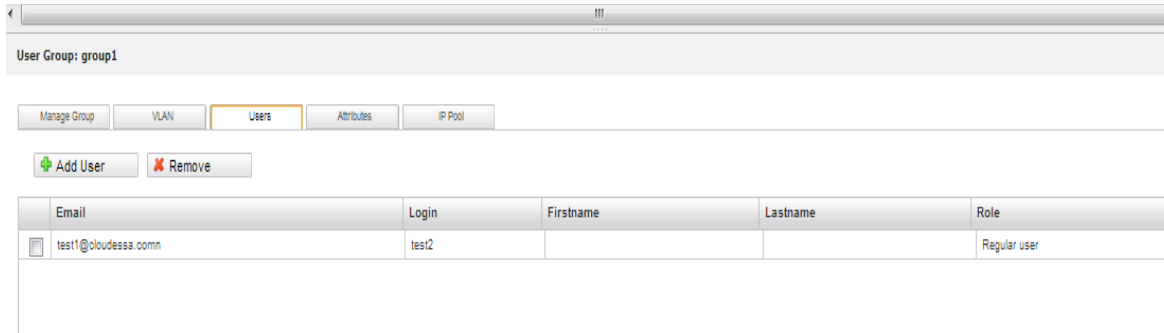 User Group: group1
Manage Group VLAN Users Attributes IP Pool
Add User Remove
Email Login Firstname Lastname Role
test1@cloudessa.comn test2 Regular user